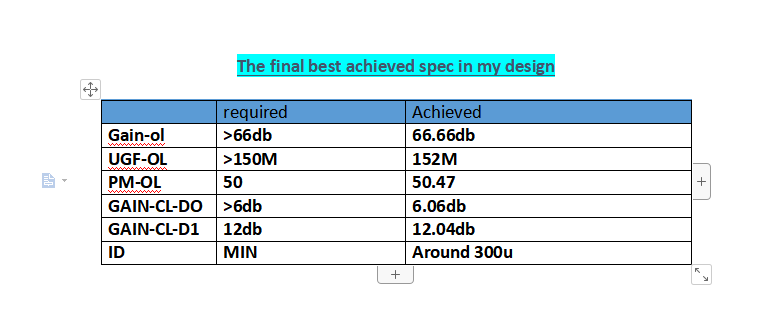 The final best achieved spec in my design
required Achieved
Gain-ol >66db 66.66db
UGF-OL >150M 152M
PM-OL 50 50.47
GAIN-CL-DO >6db 6.06db
GAIN-CL-D1 12db 12.04db
ID MIN Around 300u